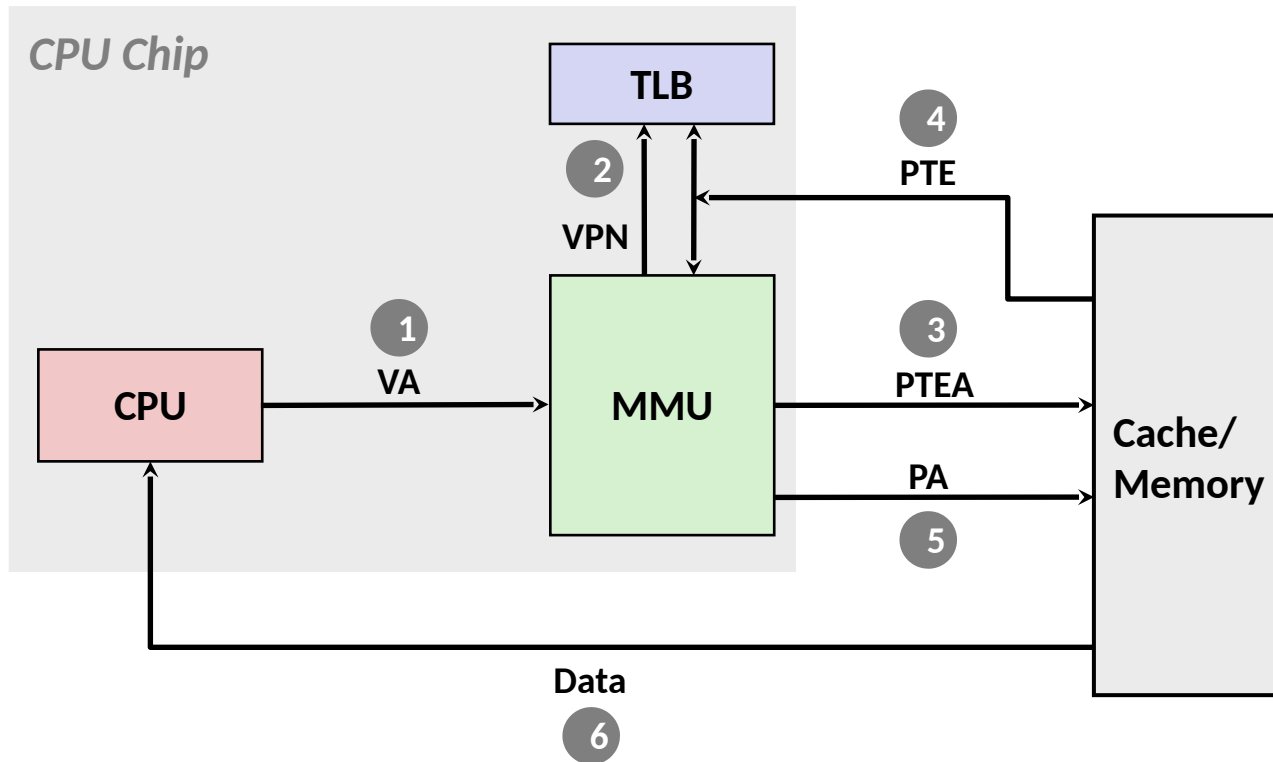 CPU Chip
TLB
4
PTE
2
VPN
1
VA
3
PTEA
CPU
MMU
Cache/
Memory
PA
5
Data
6